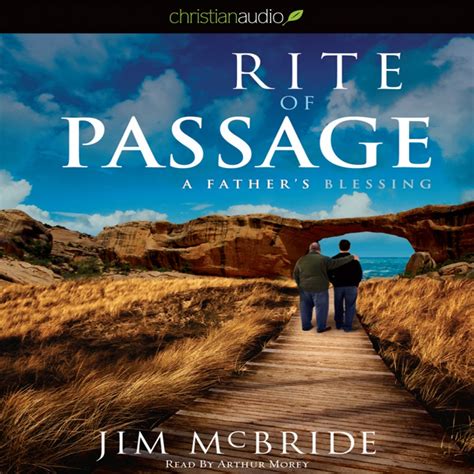 christianaudio
RITE
OF
PASSAGE
A FATHER'S BLESSING
JIM McBRIDE
READ BY ARTHUR MOREY